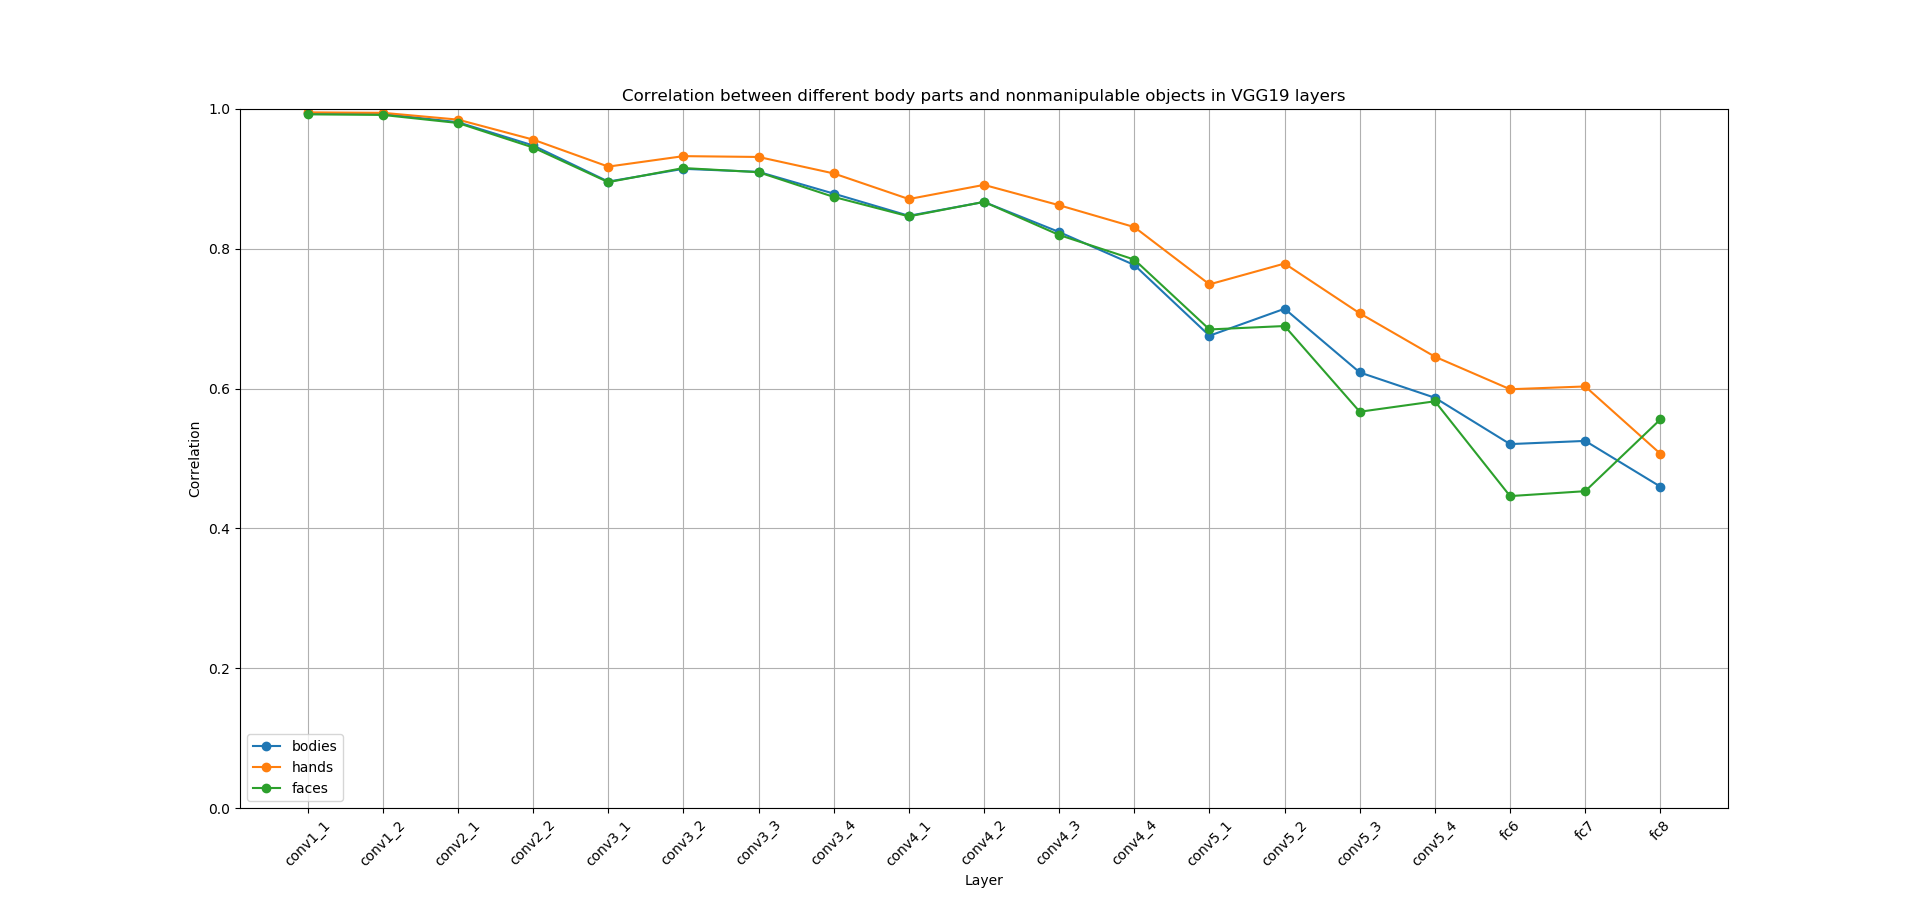 Correlation between different body parts and nonmanipulable objects in VGG19 layers
1.0
0.8
0.6
0.4
0.2
0.0
Correlation
bodies
hands
faces
conv1_1
conv1_2
conv2_1
conv2_2
conv3_1
conv3_2
conv3_3
conv3_4
conv4_1
conv4_2
conv4_3
conv4_4
conv5_1
conv5_2
conv5_3
conv5_4
fc6
fc7
fc8
Layer